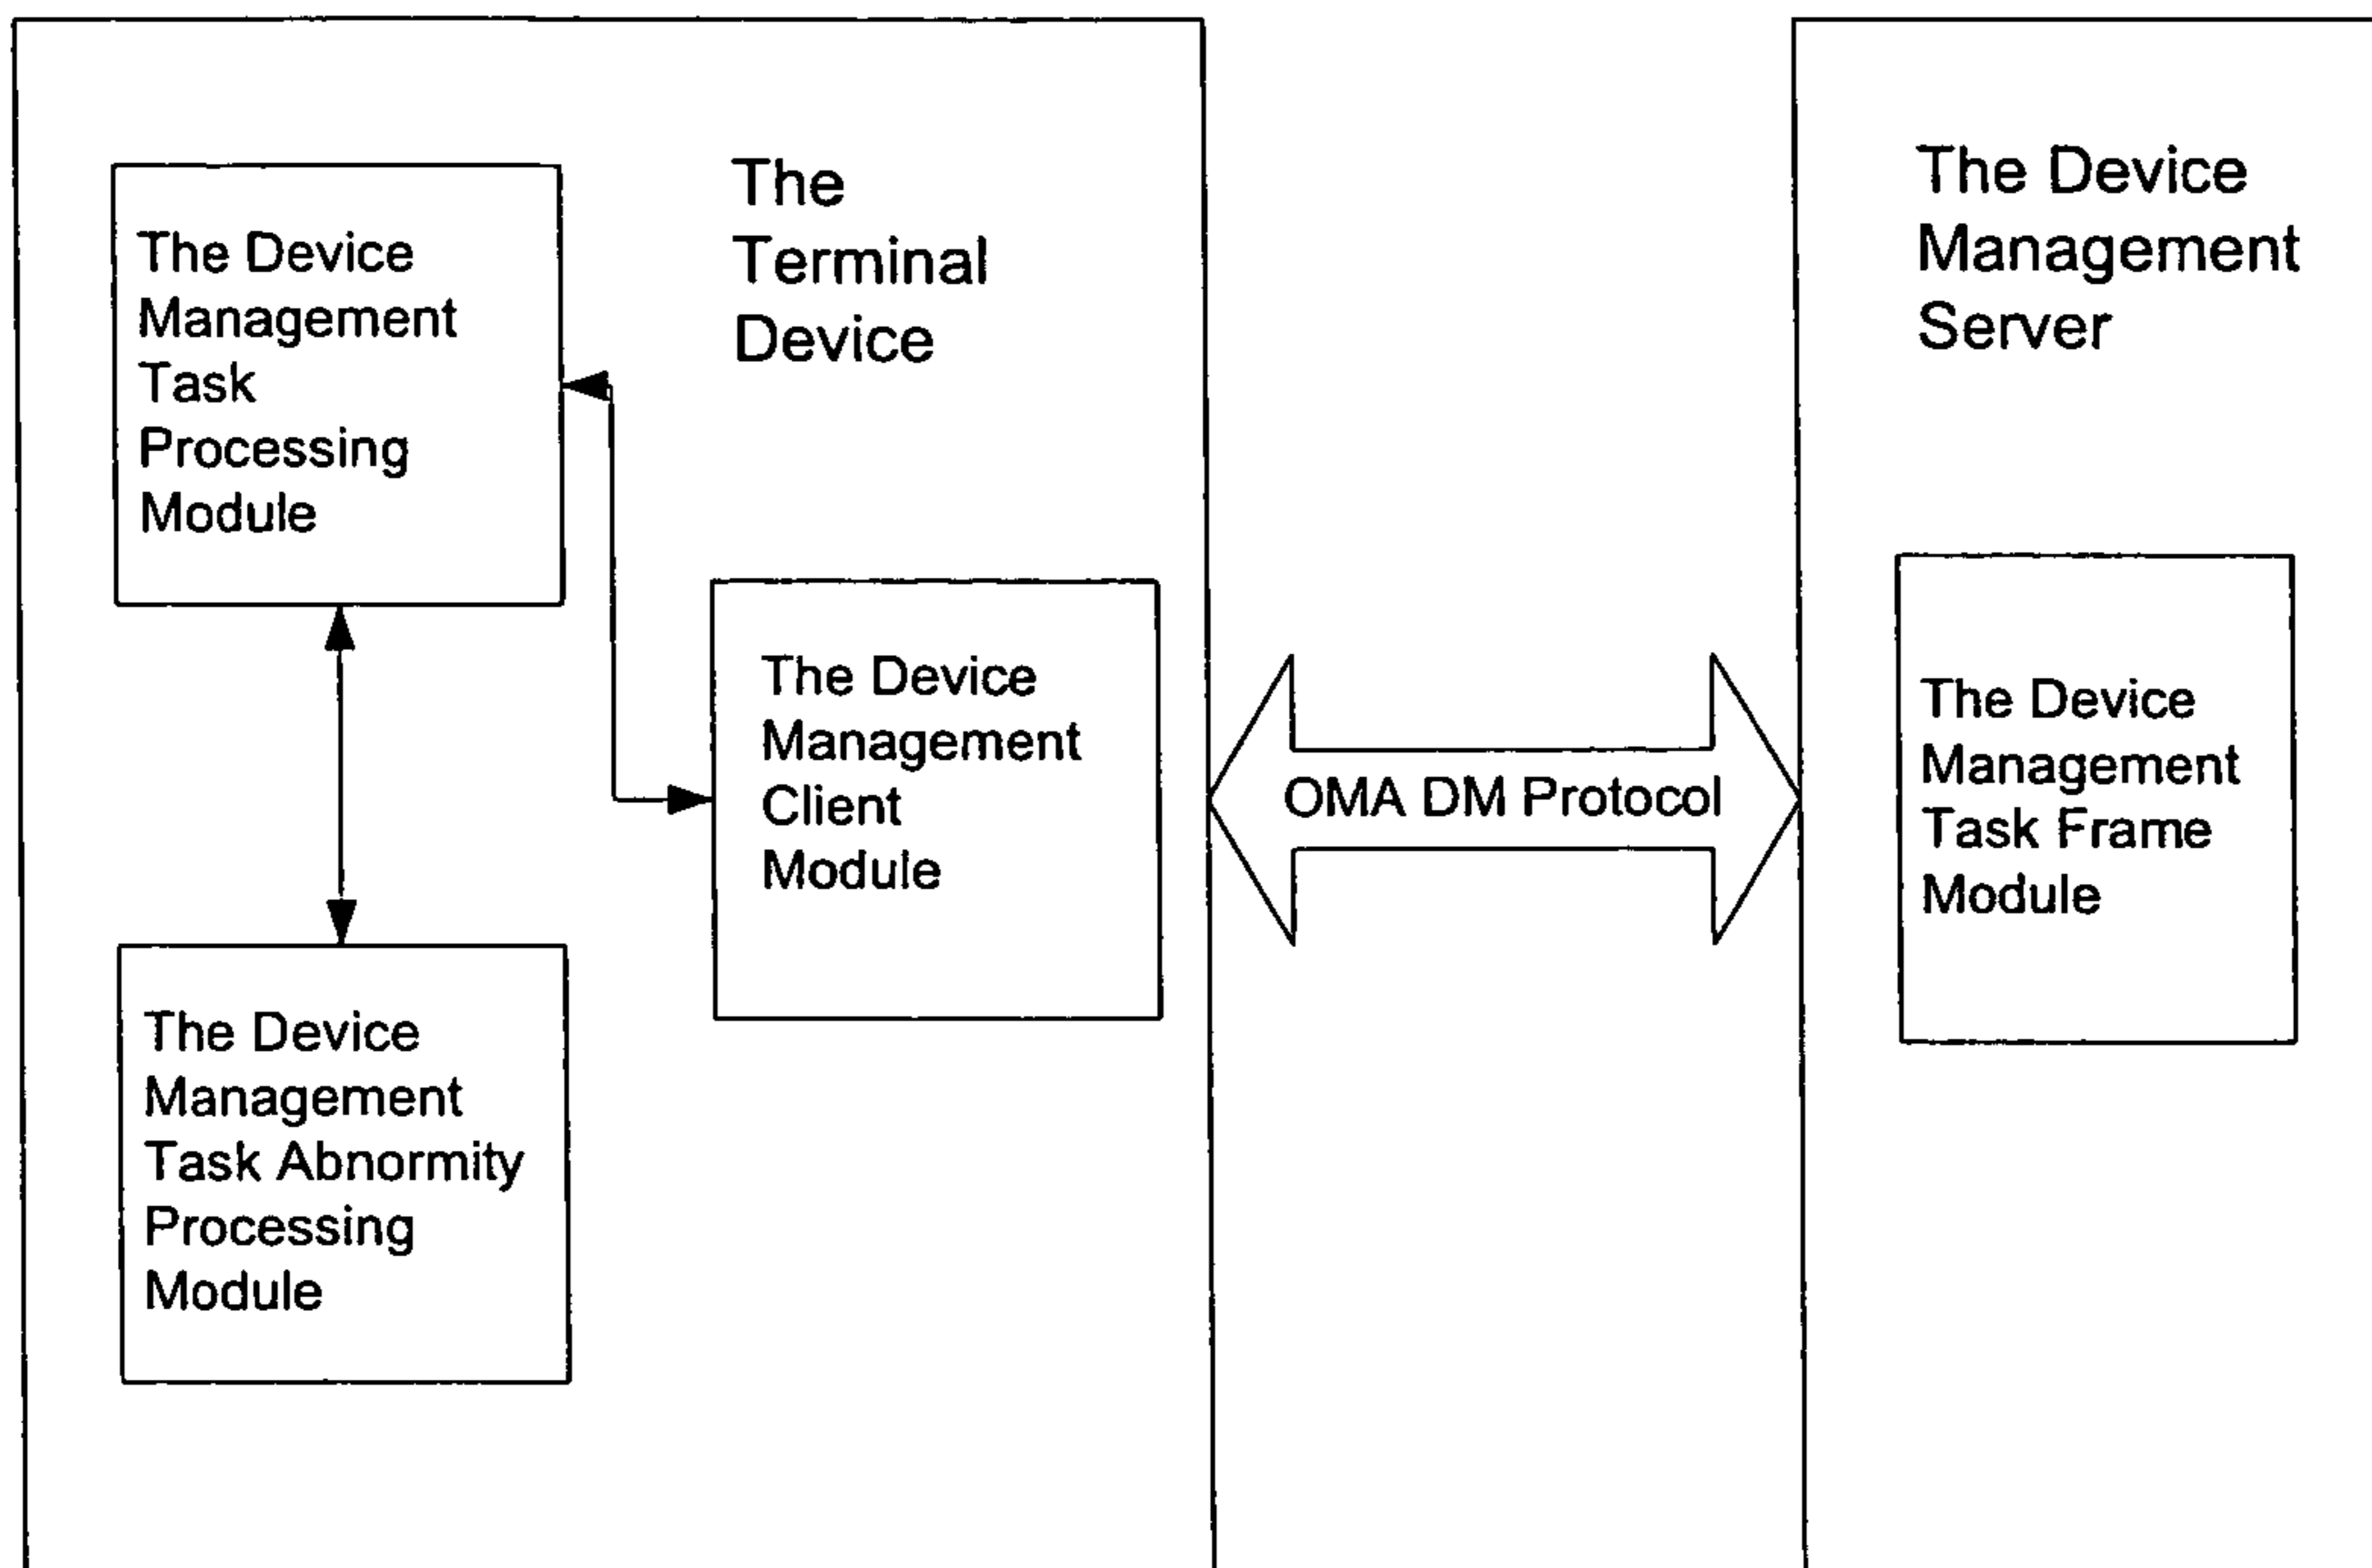 The
Terminal
Device
The Device
Management
Task
Processing
Module
The Device
Management
Client
Module
The Device
Management
Task Abnormity
Processing
Module
OMA DM Protocol
The Device
Management
Server
The Device
Management
Task Frame
Module